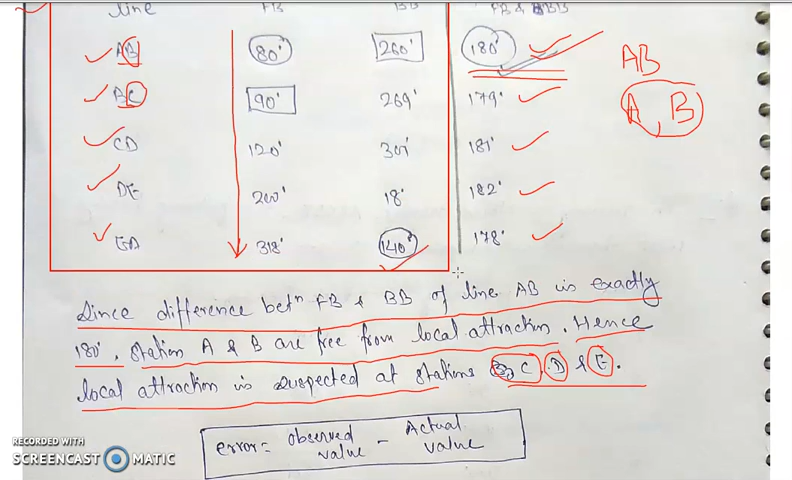 line FB BB FB & BB
AB 80° 260° 180° AB
BC 90° 269° 179° A, B
CD 120° 301° 181°
DE 200° 18° 182°
EA 318° 140° 178°
Since difference betn FB & BB of line AB is exactly
180°. Station A & B are free from local attraction. Hence
local attraction is suspected at stations C, D & E.
error = Observed value - Actual value
RECORDED WITH
SCREENCAST MATIC